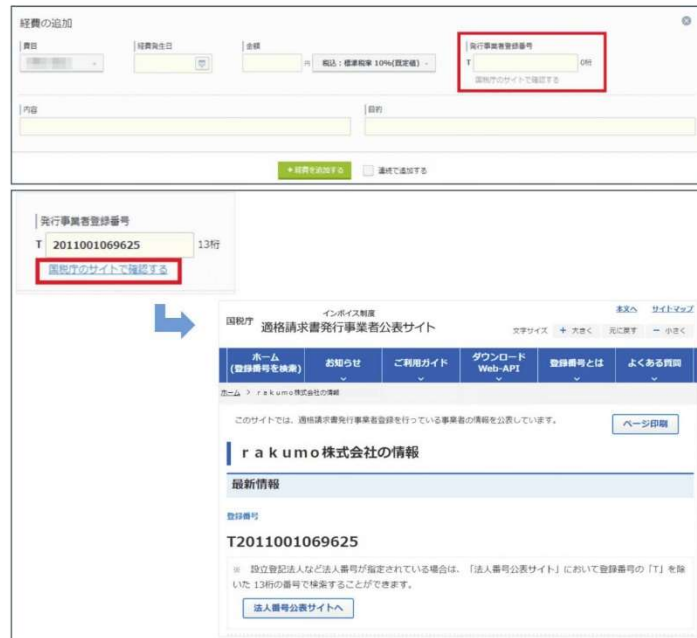 経費の追加
費目
経費発生日
金額
発行事業者登録番号
円 税込：標準税率 10%(既定値)
T 0桁
国税庁のサイトで確認する
内容
目的
+経費を追加する 連続で追加する
発行事業者登録番号
T 2011001069625 13桁
国税庁のサイトで確認する
本文へ サイトマップ
国税庁 インボイス制度
適格請求書発行事業者公表サイト
文字サイズ + 大きく 元に戻す － 小さく
ホーム
(登録番号を検索)
お知らせ
ご利用ガイド
ダウンロード
Web-API
登録番号とは
よくある質問
ホーム > ｒａｋｕｍｏ株式会社の情報
このサイトでは、適格請求書発行事業者登録を行っている事業者の情報を公表しています。
ページ印刷
ｒａｋｕｍｏ株式会社の情報
最新情報
登録番号
T2011001069625
※ 設立登記法人など法人番号が指定されている場合は、「法人番号公表サイト」において登録番号の「T」を除
いた 13桁の番号で検索することができます。
法人番号公表サイトへ